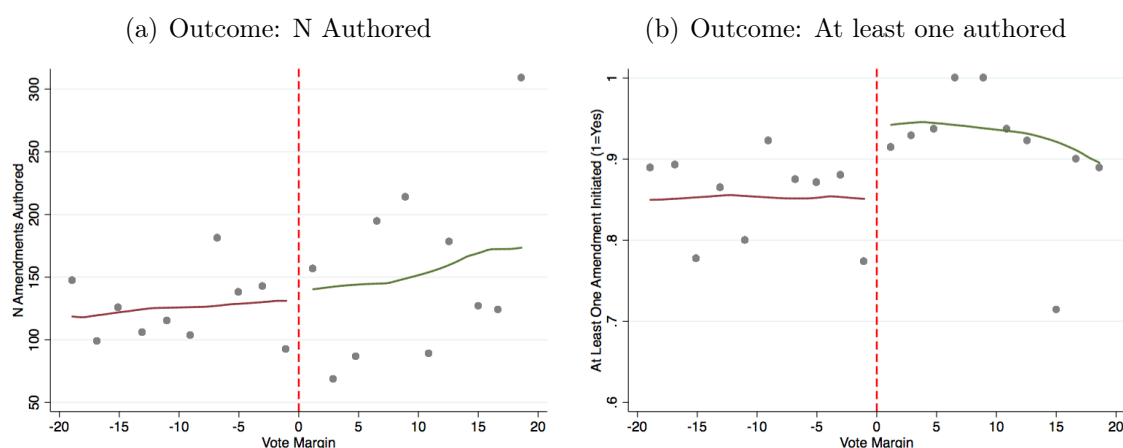 (a) Outcome: N Authored
N Amendments Authored
300
250
200
150
100
50
-20 -15 -10 -5 0 5 10 15 20
Vote Margin
(b) Outcome: At least one authored
At Least One Amendment Initiated (1=Yes)
1
.9
.8
.7
.6
-20 -15 -10 -5 0 5 10 15 20
Vote Margin